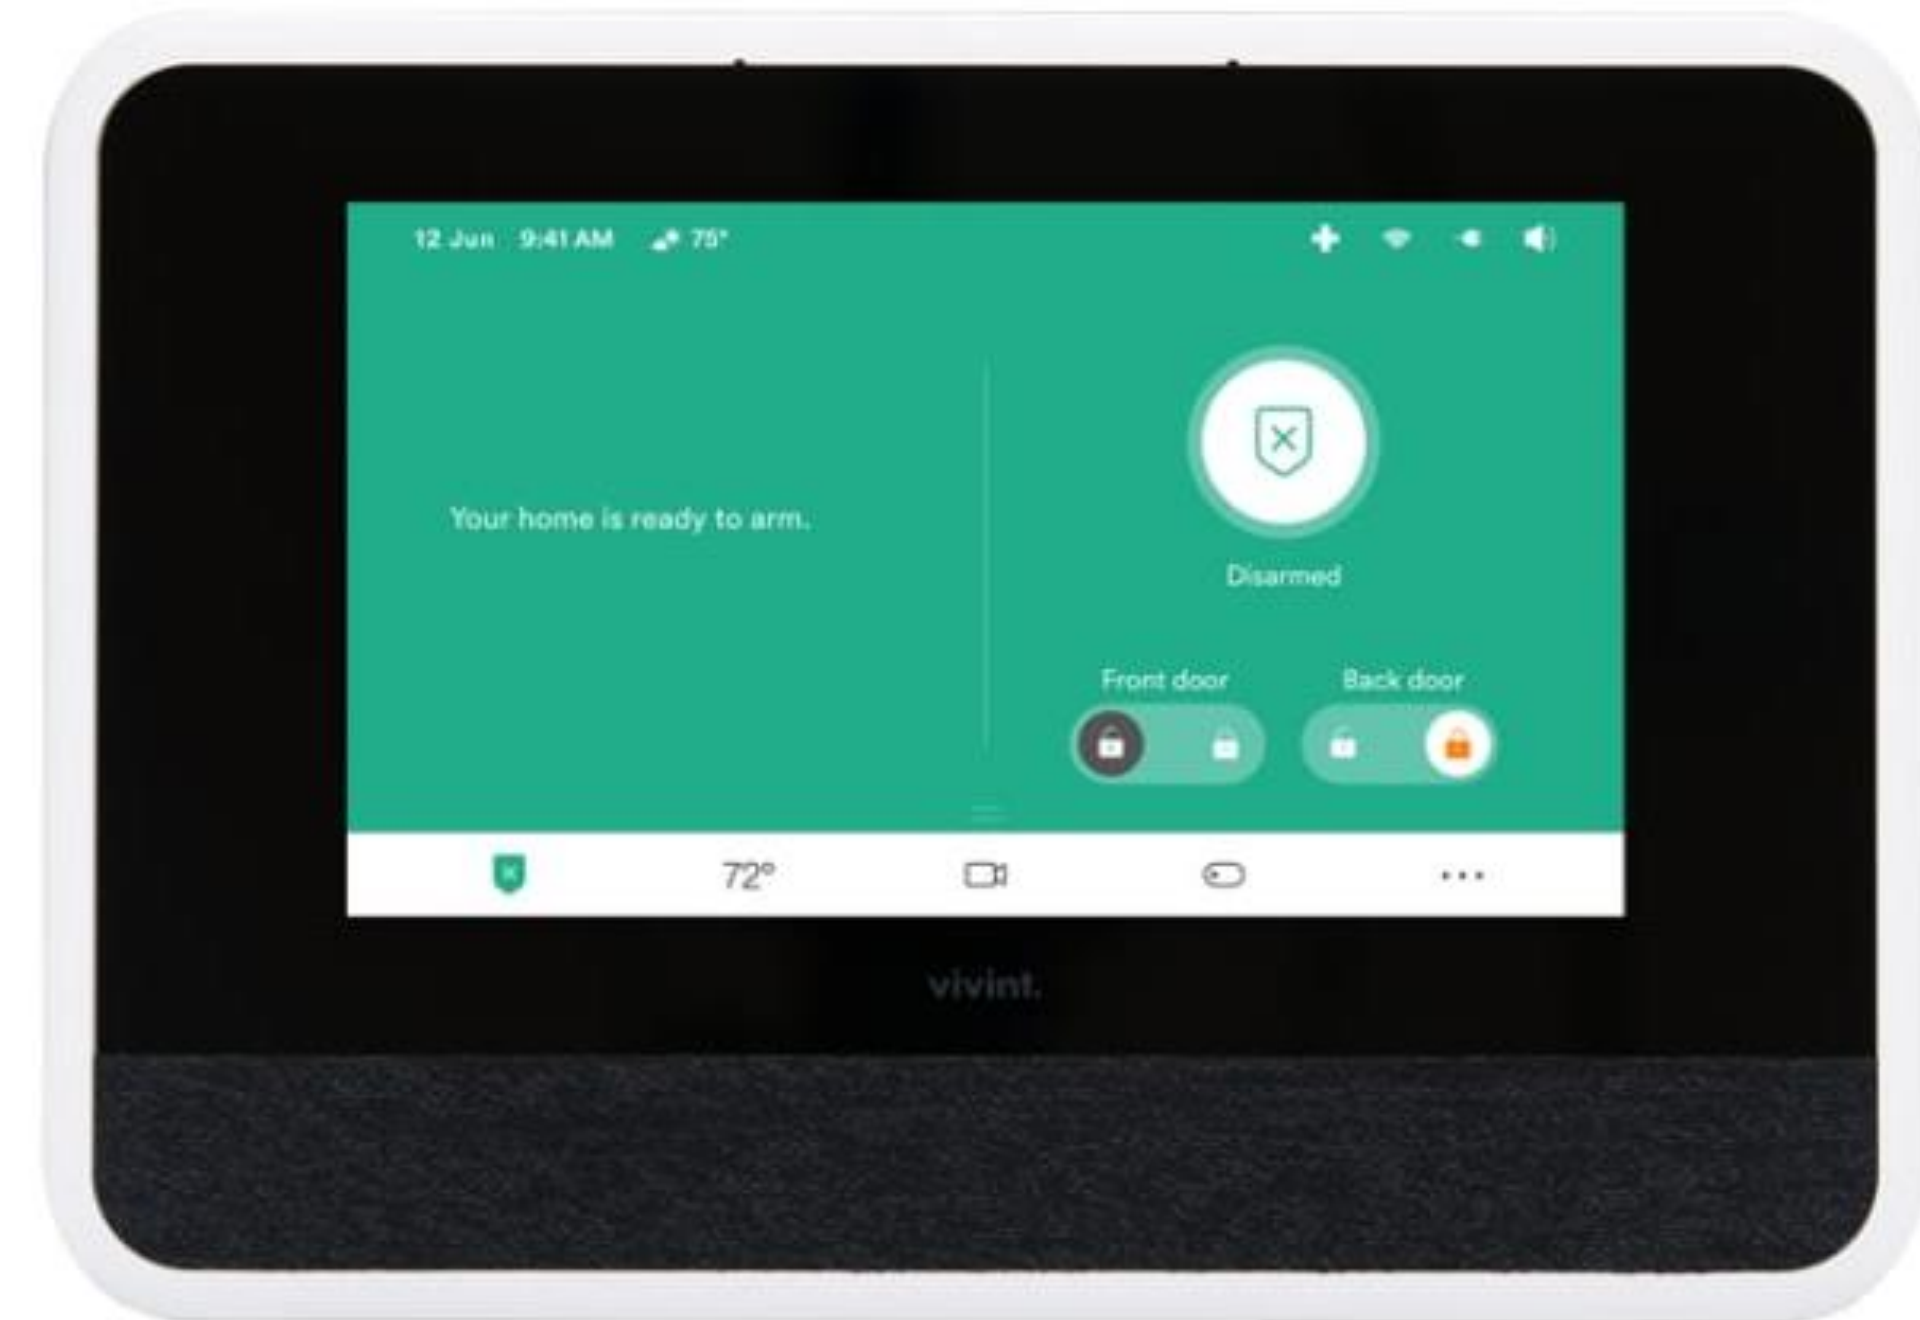 12 Jun 9:41 AM 75°
Your home is ready to arm.
Disarmed
Front door Back door
72°
vivint.